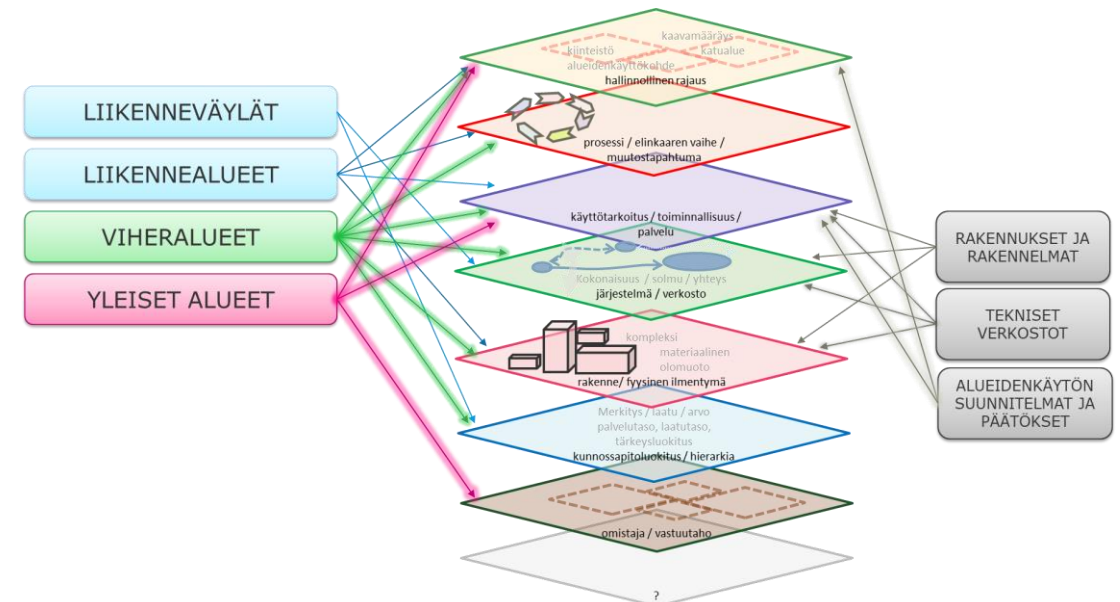 LIIKENNEVÄYLÄT
LIIKENNEALUEET
VIHERALUEET
YLEISET ALUEET
kaavamääräys
kiinteistö
katualue
alueidenkäyttökohde
hallinnollinen rajaus
prosessi / elinkaaren vaihe /
muutostapahtuma
käyttötarkoitus / toiminnallisuus /
palvelu
Kokonaisuus / solmu / yhteys
järjestelmä / verkosto
kompleksi
materiaalinen
olomuoto
rakenne/ fyysinen ilmentymä
Merkitys / laatu / arvo
palvelutaso, laatutaso,
tärkeysluokitus
kunnossapitoluokitus / hierarkia
omistaja / vastuutaho
?
RAKENNUKSET JA
RAKENNELMAT
TEKNISET
VERKOSTOT
ALUEIDENKÄYTÖN
SUUNNITELMAT JA
PÄÄTÖKSET